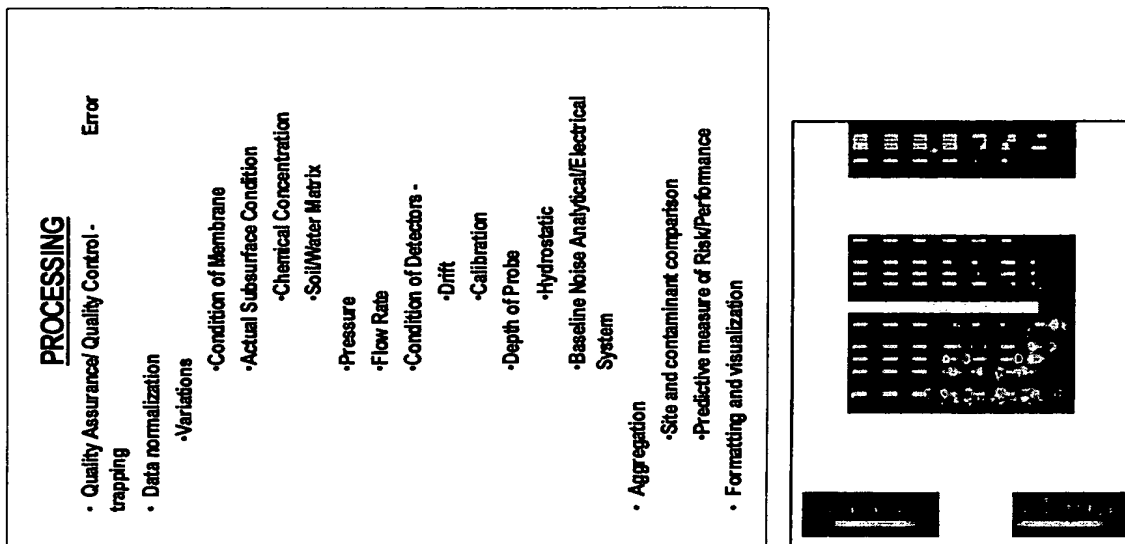 PROCESSING
• Quality Assurance/ Quality Control - Error
trapping
• Data normalization
•Variations
•Condition of Membrane
•Actual Subsurface Condition
•Chemical Concentration
•Soil/Water Matrix
•Pressure
•Flow Rate
•Condition of Detectors -
•Drift
•Calibration
•Depth of Probe
•Hydrostatic
•Baseline Noise Analytical/Electrical
System
• Aggregation
•Site and contaminant comparison
•Predictive measure of Risk/Performance
• Formatting and visualization